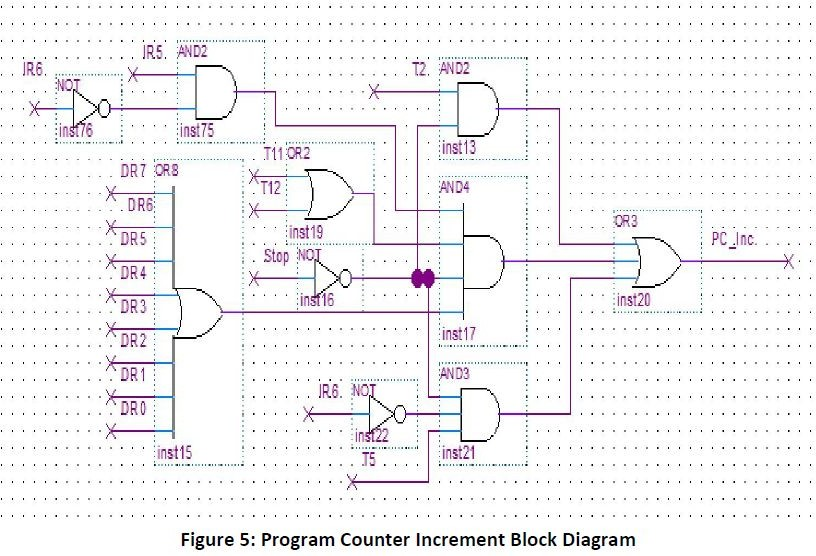 IR6.
NOT
inst76
IR5.
AND2
inst75
T2.
AND2
inst13
DR7
OR8
DR6
DR5
DR4
DR3
DR2
DR1
DR0
inst15
T11
OR2
T12
inst19
Stop
NOT
inst16
AND4
inst17
OR3
PC_Inc.
inst20
IR6.
NOT
inst22
T5
AND3
inst21
Figure 5: Program Counter Increment Block Diagram